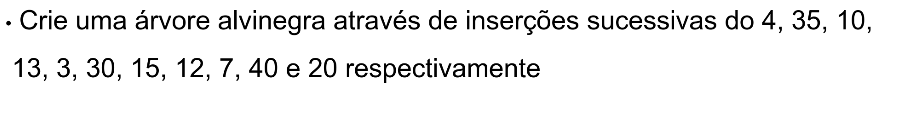 • Crie uma árvore alvinegra através de inserções sucessivas do 4, 35, 10,
13, 3, 30, 15, 12, 7, 40 e 20 respectivamente